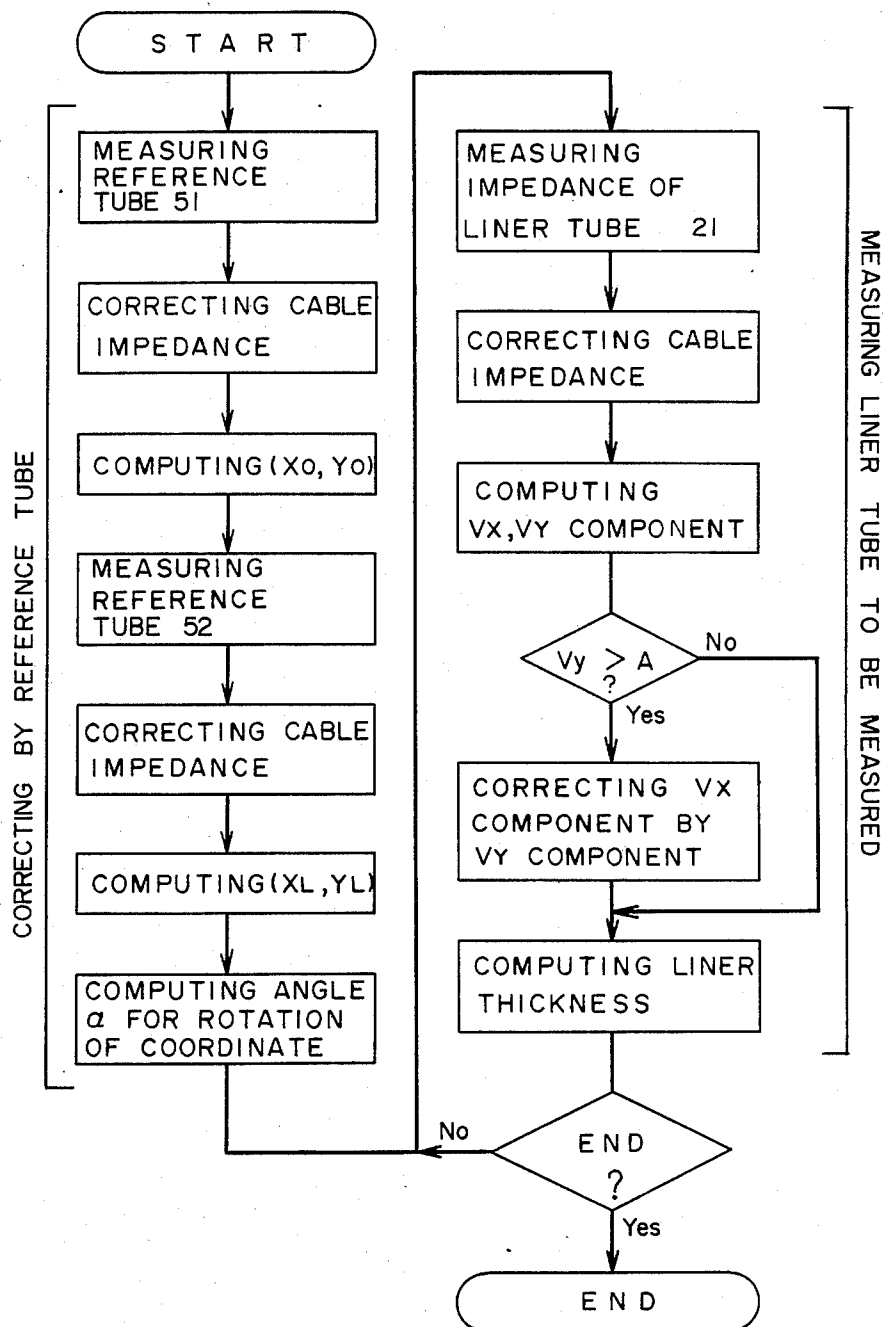 START
CORRECTING BY REFERENCE TUBE
MEASURING
REFERENCE
TUBE 51
CORRECTING CABLE
IMPEDANCE
COMPUTING (XO, YO)
MEASURING
REFERENCE
TUBE 52
CORRECTING CABLE
IMPEDANCE
COMPUTING (XL, YL)
COMPUTING ANGLE
α FOR ROTATION
OF COORDINATE
MEASURING LINER TUBE TO BE MEASURED
MEASURING
IMPEDANCE OF
LINER TUBE 21
CORRECTING CABLE
IMPEDANCE
COMPUTING
VX, VY COMPONENT
Vy > A
?
No
Yes
CORRECTING VX
COMPONENT BY
VY COMPONENT
COMPUTING LINER
THICKNESS
END
?
No
Yes
END